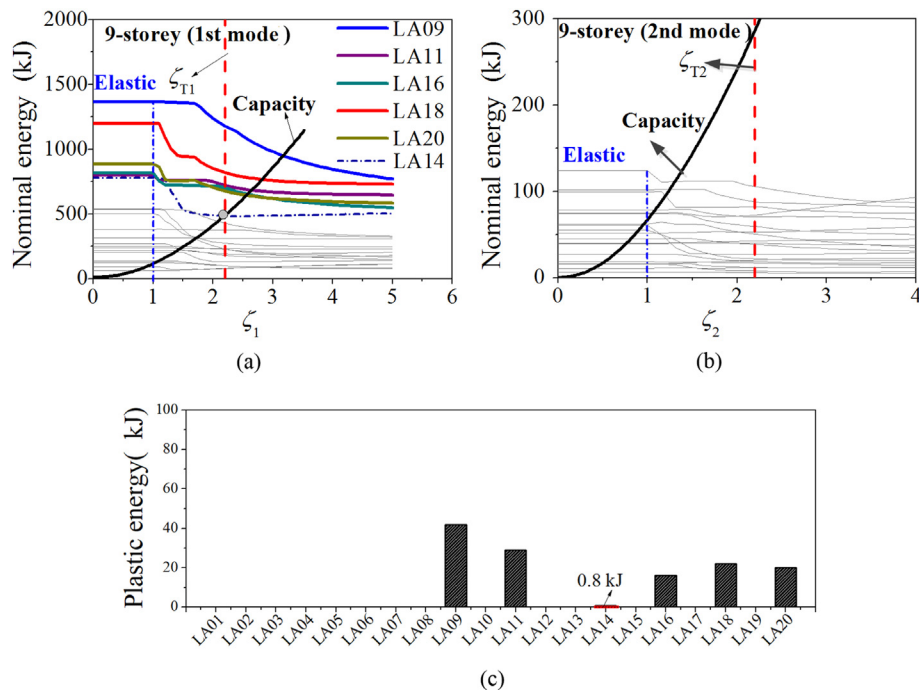 2000
1500
1000
500
0
Nominal energy (kJ)
9-storey (1st mode )
ζT1
Elastic
Capacity
LA09
LA11
LA16
LA18
LA20
LA14
0 1 2 3 4 5 6
ζ1
(a)
300
200
100
0
Nominal energy (kJ)
9-storey (2nd mode )
ζT2
Capacity
Elastic
0 1 2 3 4
ζ2
(b)
100
80
60
40
20
0
Plastic energy( kJ)
0.8 kJ
LA01 LA02 LA03 LA04 LA05 LA06 LA07 LA08 LA09 LA10 LA11 LA12 LA13 LA14 LA15 LA16 LA17 LA18 LA19 LA20
(c)